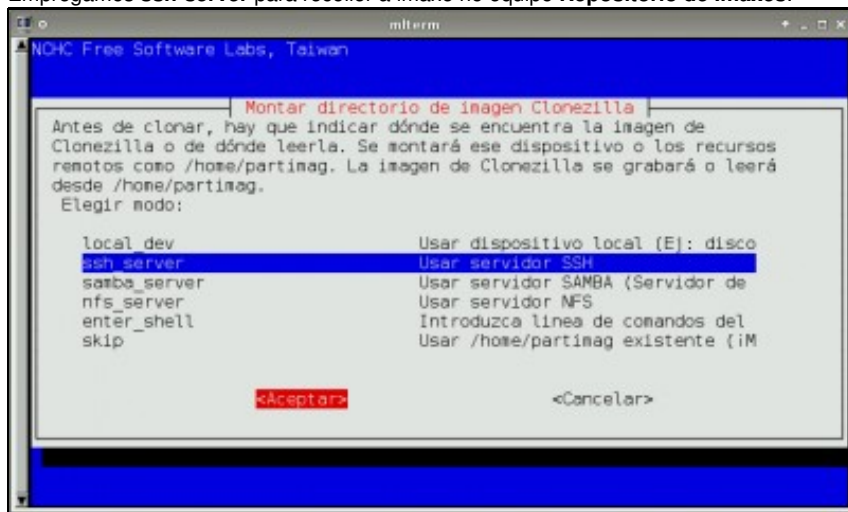 Empregamos ssh-server para recoller a imaxe no equipo Repositorio de Imaxes:
mlterm
NCHC Free Software Labs, Taiwan
Montar directorio de imagen Clonezilla
Antes de clonar, hay que indicar dónde se encuentra la imagen de
Clonezilla o de dónde leerla. Se montará ese dispositivo o los recursos
remotos como /home/partimag. La imagen de Clonezilla se grabará o leerá
desde /home/partimag.
Elegir modo:
local_dev Usar dispositivo local (Ej: disco
ssh_server Usar servidor SSH
samba_server Usar servidor SAMBA (Servidor de
nfs_server Usar servidor NFS
enter_shell Introduzca linea de comandos del
skip Usar /home/partimag existente (¡M
<Aceptar> <Cancelar>